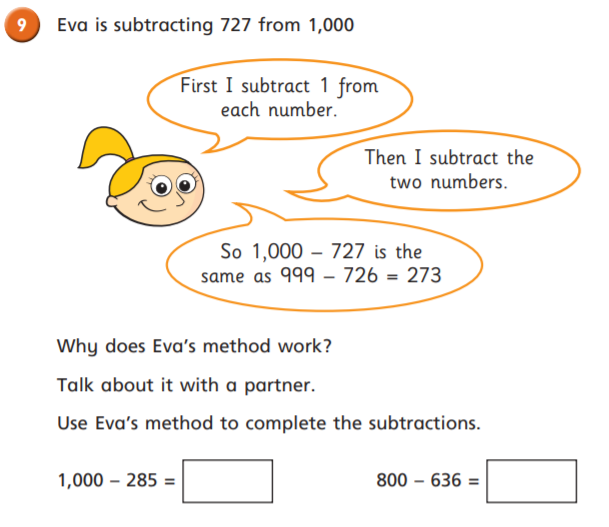 9 Eva is subtracting 727 from 1,000
First I subtract 1 from
each number.
Then I subtract the
two numbers.
So 1,000 – 727 is the
same as 999 – 726 = 273
Why does Eva's method work?
Talk about it with a partner.
Use Eva's method to complete the subtractions.
1,000 – 285 =
800 – 636 =